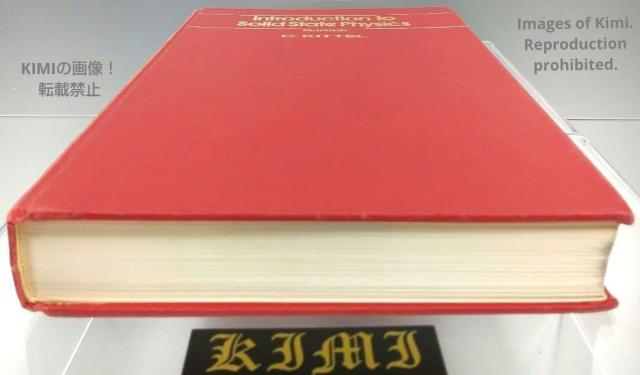 Introduction to
Solid State Physics
C. KITTEL
KIMIの画像！
転載禁止
Images of Kimi.
Reproduction
prohibited.
KIMI